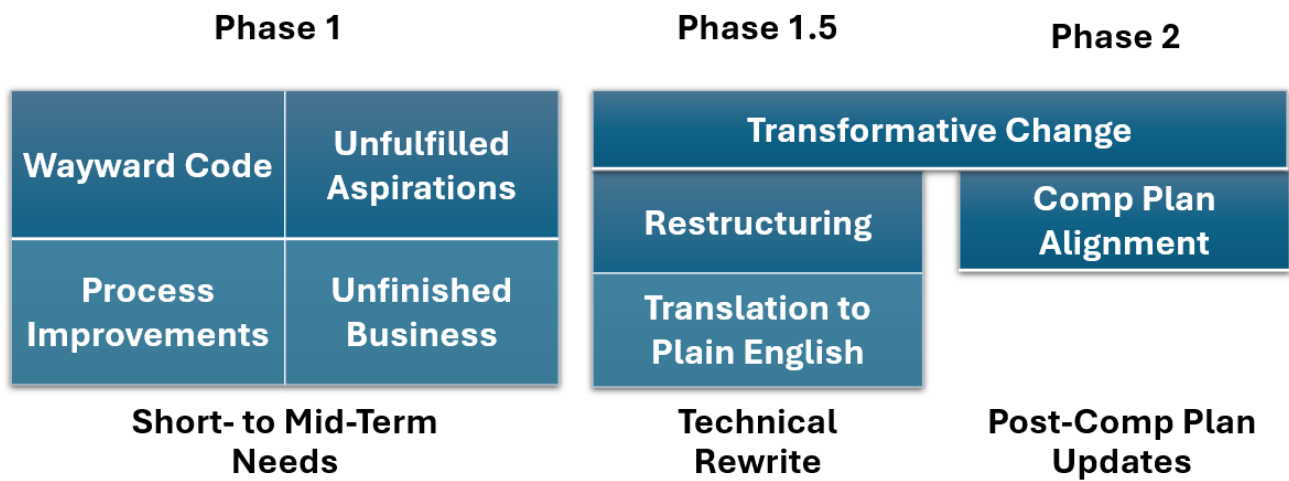 Phase 1
Phase 1.5
Phase 2
Wayward Code
Unfulfilled
Aspirations
Process
Improvements
Unfinished
Business
Transformative Change
Restructuring
Translation to
Plain English
Comp Plan
Alignment
Short- to Mid-Term
Needs
Technical
Rewrite
Post-Comp Plan
Updates